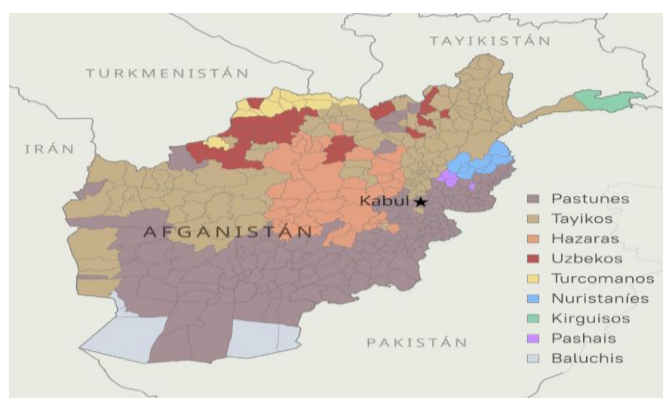 TAYIKISTÁN
TURKMENISTÁN
IRÁN
Kabul
AFGANISTÁN
PAKISTÁN
Pastunes
Tayikos
Hazaras
Uzbekos
Turcomanos
Nuristaníes
Kirguisos
Pashais
Baluchis